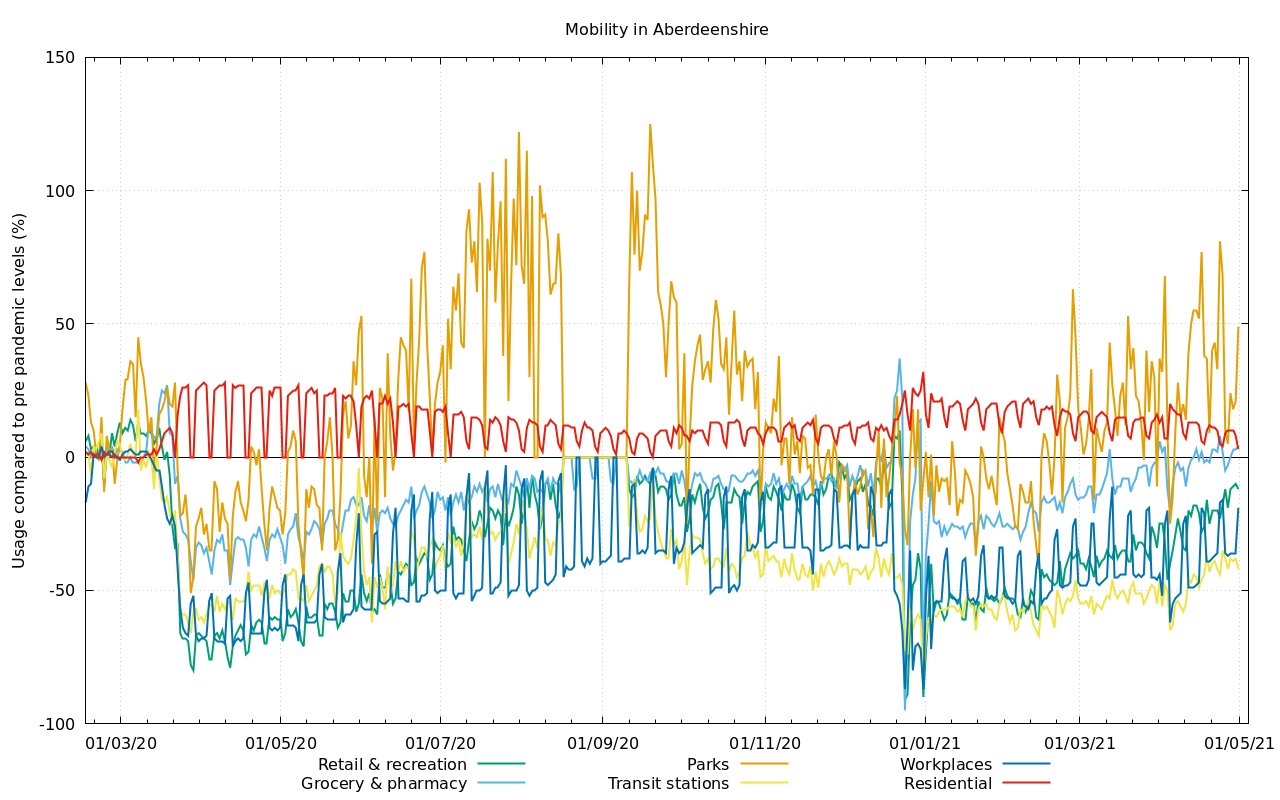 Mobility in Aberdeenshire
Usage compared to pre pandemic levels (%)
150
100
50
0
-50
-100
01/03/20 01/05/20 01/07/20 01/09/20 01/11/20 01/01/21 01/03/21 01/05/21
Retail & recreation Parks Workplaces
Grocery & pharmacy Transit stations Residential